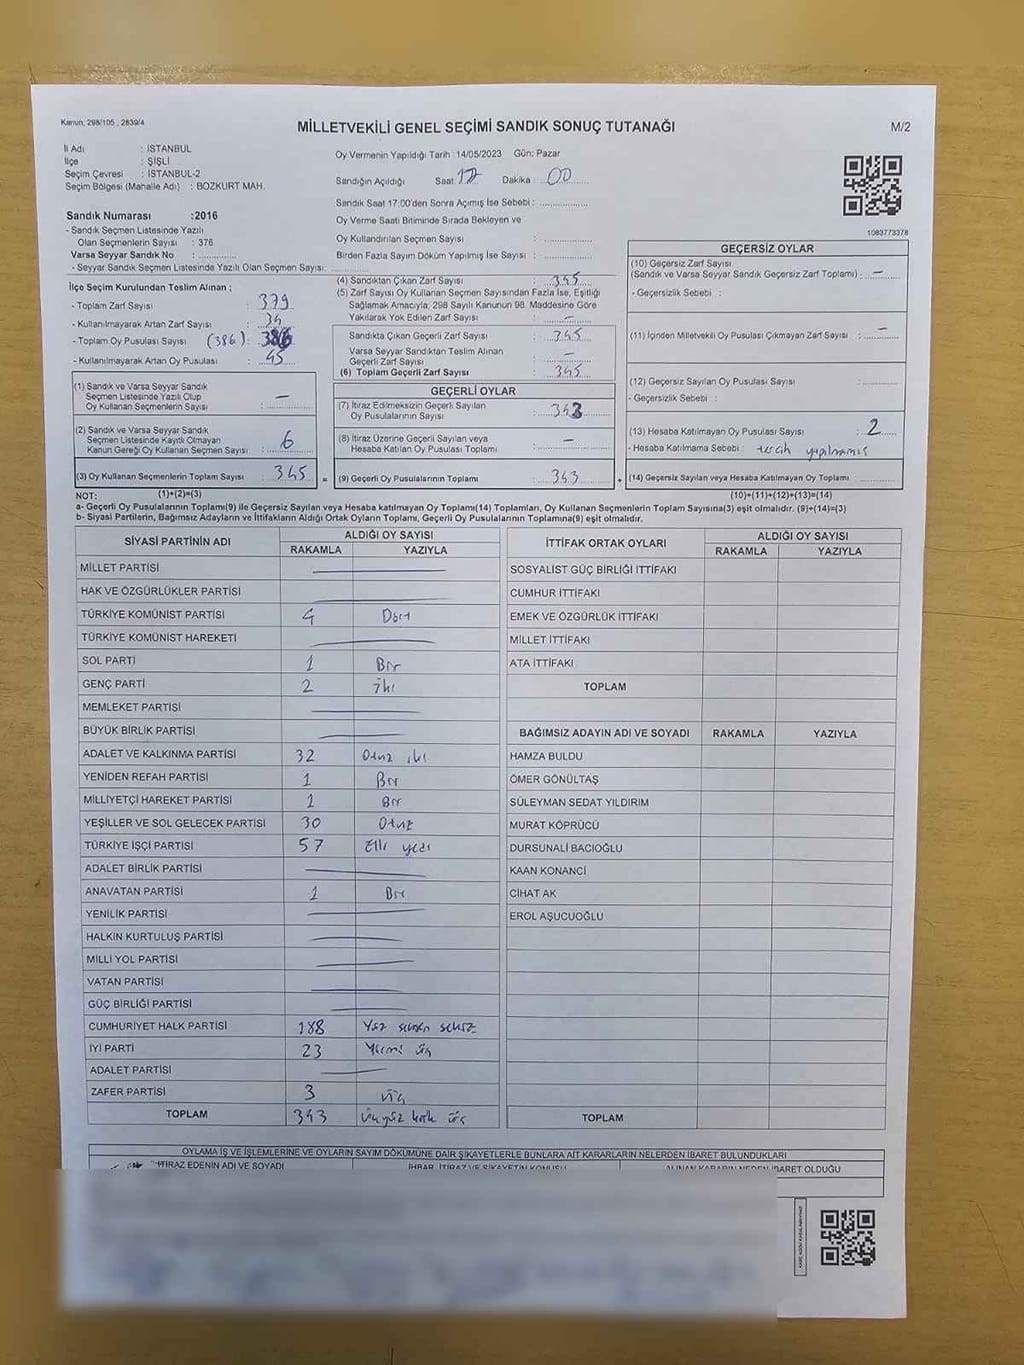 Kanun; 298/105 , 2839/4
MİLLETVEKİLİ GENEL SEÇİMİ SANDIK SONUÇ TUTANAĞI
M/2
İl Adı : İSTANBUL
İlçe : ŞİŞLİ
Seçim Çevresi : İSTANBUL-2
Seçim Bölgesi (Mahalle Adı) : BOZKURT MAH.
Sandık Numarası :2016
- Sandık Seçmen Listesinde Yazılı
Olan Seçmenlerin Sayısı : 376
Varsa Seyyar Sandık No :
- Seyyar Sandık Seçmen Listesinde Yazılı Olan Seçmen Sayısı:
Oy Vermenin Yapıldığı Tarih :14/05/2023 Gün: Pazar
Sandığın Açıldığı Saat: 17 Dakika : 00
Sandık Saat 17:00'den Sonra Açımış İse Sebebi :
Oy Verme Saati Bitiminde Sırada Bekleyen ve
Oy Kullandırılan Seçmen Sayısı :
Birden Fazla Sayım Döküm Yapılmış İse Sayısı :
1083773378
İlçe Seçim Kurulundan Teslim Alınan ;
- Toplam Zarf Sayısı : 379
- Kullanılmayarak Artan Zarf Sayısı : 34
- Toplam Oy Pusulası Sayısı (386) : 386
- Kullanılmayarak Artan Oy Pusulası : 45
(1) Sandık ve Varsa Seyyar Sandık
Seçmen Listesinde Yazılı Olup
Oy Kullanan Seçmenlerin Sayısı : –
(2) Sandık ve Varsa Seyyar Sandık
Seçmen Listesinde Kayıtlı Olmayan
Kanun Gereği Oy Kullanan Seçmen Sayısı : 6
(3) Oy Kullanan Seçmenlerin Toplam Sayısı : 345
(4) Sandıktan Çıkan Zarf Sayısı : 345
(5) Zarf Sayısı Oy Kullanan Seçmen Sayısından Fazla İse, Eşitliği
Sağlamak Amacıyla; 298 Sayılı Kanunun 98. Maddesine Göre
Yakılarak Yok Edilen Zarf Sayısı : –
Sandıkta Çıkan Geçerli Zarf Sayısı : 345
Varsa Seyyar Sandıktan Teslim Alınan
Geçerli Zarf Sayısı : –
(6) Toplam Geçerli Zarf Sayısı : 345
GEÇERLİ OYLAR
(7) İtiraz Edilmeksizin Geçerli Sayılan
Oy Pusulalarının Sayısı : 343
(8) İtiraz Üzerine Geçerli Sayılan veya
Hesaba Katılan Oy Pusulası Toplamı : –
= (9) Geçerli Oy Pusulalarının Toplamı : 343 +
GEÇERSİZ OYLAR
(10) Geçersiz Zarf Sayısı
(Sandık ve Varsa Seyyar Sandık Geçersiz Zarf Toplamı) : –
- Geçersizlik Sebebi :
(11) İçinden Milletvekili Oy Pusulası Çıkmayan Zarf Sayısı : –
(12) Geçersiz Sayılan Oy Pusulası Sayısı :
- Geçersizlik Sebebi :
(13) Hesaba Katılmayan Oy Pusulası Sayısı : 2
- Hesaba Katılmama Sebebi : tercih yapılmamış
(14) Geçersiz Sayılan veya Hesaba Katılmayan Oy Toplamı :
NOT: (1)+(2)=(3) (10)+(11)+(12)+(13)=(14)
a- Geçerli Oy Pusulalarının Toplamı(9) ile Geçersiz Sayılan veya Hesaba Katılmayan Oy Toplamı(14) Toplamları, Oy Kullanan Seçmenlerin Toplam Sayısına(3) eşit olmalıdır. (9)+(14)=(3)
b- Siyasi Partilerin, Bağımsız Adayların ve İttifakların Aldığı Ortak Oyların Toplamı, Geçerli Oy Pusulalarının Toplamına(9) eşit olmalıdır.
SİYASİ PARTİNİN ADI ALDIĞI OY SAYISI
RAKAMLA YAZIYLA
MİLLET PARTİSİ
HAK VE ÖZGÜRLÜKLER PARTİSİ
TÜRKİYE KOMÜNİST PARTİSİ 4 Dört
TÜRKİYE KOMÜNİST HAREKETİ
SOL PARTİ 1 Bir
GENÇ PARTİ 2 İki
MEMLEKET PARTİSİ
BÜYÜK BİRLİK PARTİSİ
ADALET VE KALKINMA PARTİSİ 32 Otuz iki
YENİDEN REFAH PARTİSİ 1 Bir
MİLLİYETÇİ HAREKET PARTİSİ 1 Bir
YEŞİLLER VE SOL GELECEK PARTİSİ 30 Otuz
TÜRKİYE İŞÇİ PARTİSİ 57 Elli yedi
ADALET BİRLİK PARTİSİ
ANAVATAN PARTİSİ 1 Bir
YENİLİK PARTİSİ
HALKIN KURTULUŞ PARTİSİ
MİLLİ YOL PARTİSİ
VATAN PARTİSİ
GÜÇ BİRLİĞİ PARTİSİ
CUMHURİYET HALK PARTİSİ 188 Yüz seksen sekiz
İYİ PARTİ 23 Yirmi üç
ADALET PARTİSİ
ZAFER PARTİSİ 3 üç
TOPLAM 343 Üçyüz kırk üç
İTTİFAK ORTAK OYLARI ALDIĞI OY SAYISI
RAKAMLA YAZIYLA
SOSYALİST GÜÇ BİRLİĞİ İTTİFAKI
CUMHUR İTTİFAKI
EMEK VE ÖZGÜRLÜK İTTİFAKI
MİLLET İTTİFAKI
ATA İTTİFAKI
TOPLAM
BAĞIMSIZ ADAYIN ADI VE SOYADI RAKAMLA YAZIYLA
HAMZA BULDU
ÖMER GÖNÜLTAŞ
SÜLEYMAN SEDAT YILDIRIM
MURAT KÖPRÜCÜ
DURSUNALİ BACIOĞLU
KAAN KONANCİ
CİHAT AK
EROL AŞUCUOĞLU
TOPLAM
OYLAMA İŞ VE İŞLEMLERİNE VE OYLARIN SAYIM DÖKÜMÜNE DAİR ŞİKAYETLERLE BUNLARA AİT KARARLARIN NELERDEN İBARET BULUNDUKLARI
İTİRAZ EDENİN ADI VE SOYADI İHBAR, İTİRAZ VE ŞİKAYETİN KONUSU ALINAN KARARIN NEDEN İBARET OLDUĞU